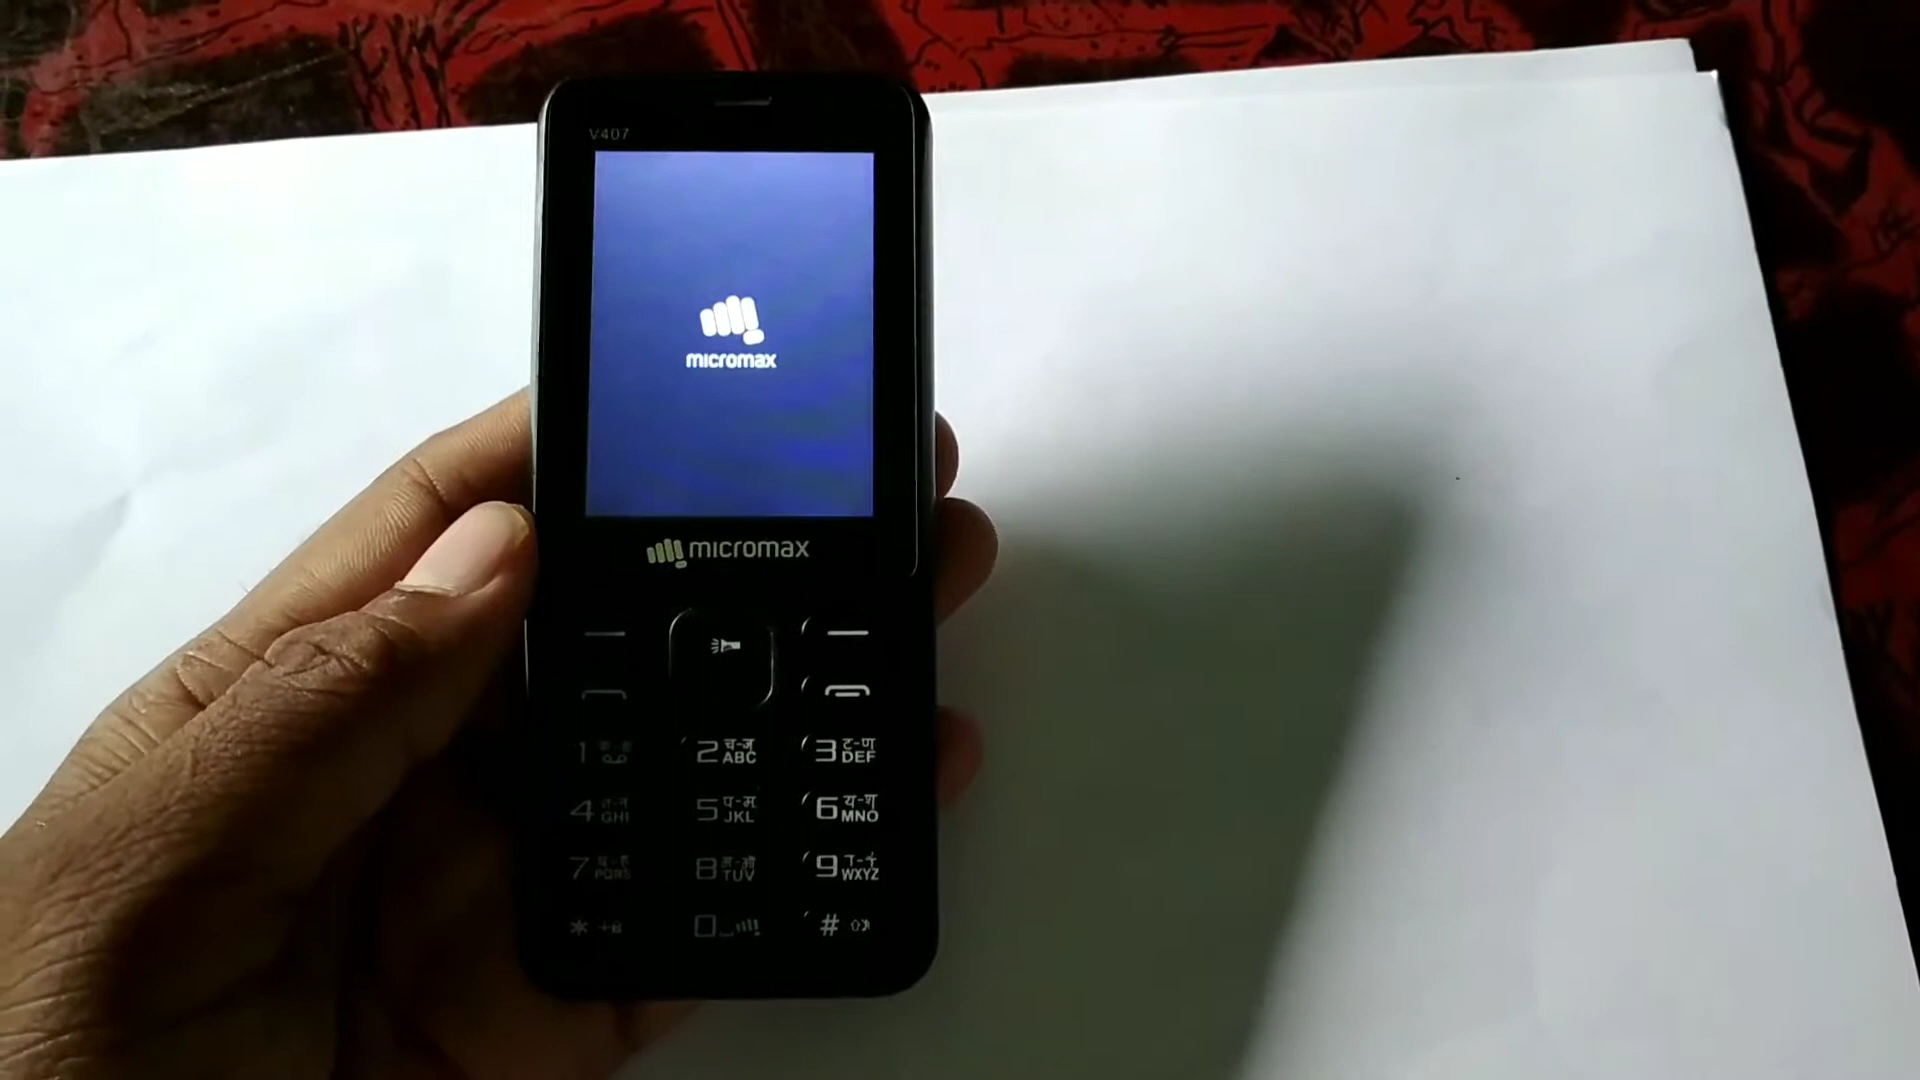 V407
micromax
micromax
1
2 च-ञ ABC
3 ट-ण DEF
4 त-न GHI
5 प-म JKL
6 य-श MNO
7 PQRS
8 TUV
9 WXYZ
* +
0
#